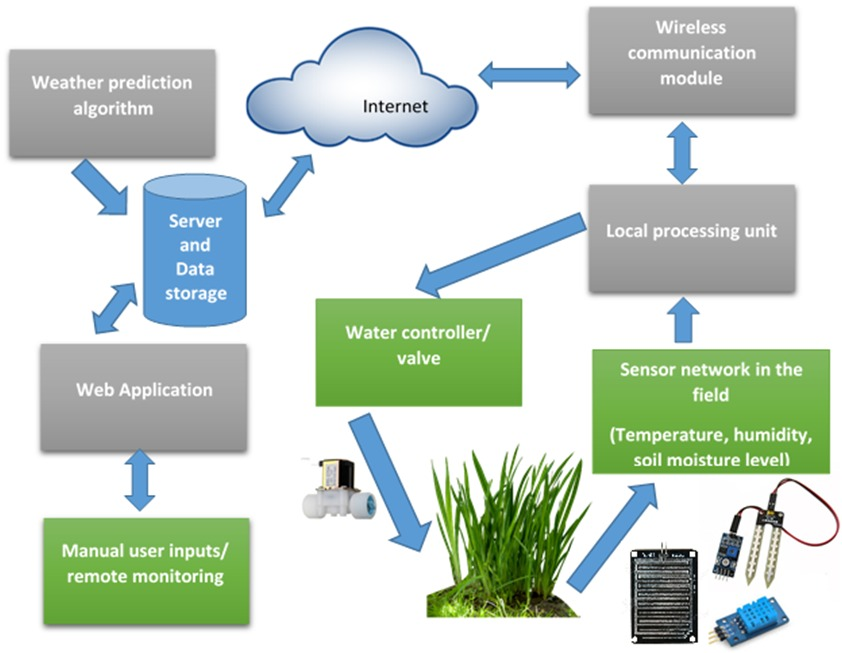 Weather prediction
algorithm
Internet
Wireless
communication
module
Server
and
Data
storage
Local processing unit
Water controller/
valve
Web Application
Sensor network in the
field
(Temperature, humidity,
soil moisture level)
Manual user inputs/
remote monitoring